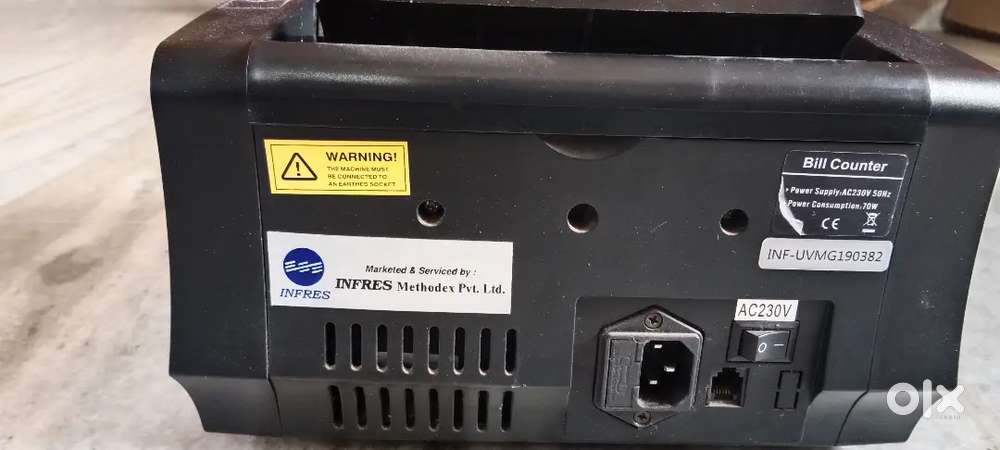 WARNING!
THE MACHINE MUST
BE CONNECTED TO
AN EARTHED SOCKET
Bill Counter
Power Supply:AC230V 50Hz
Power Consumption:70W
CE
INF-UVMG190382
INFRES
Marketed & Serviced by :
INFRES Methodex Pvt. Ltd.
AC230V
O –
olx